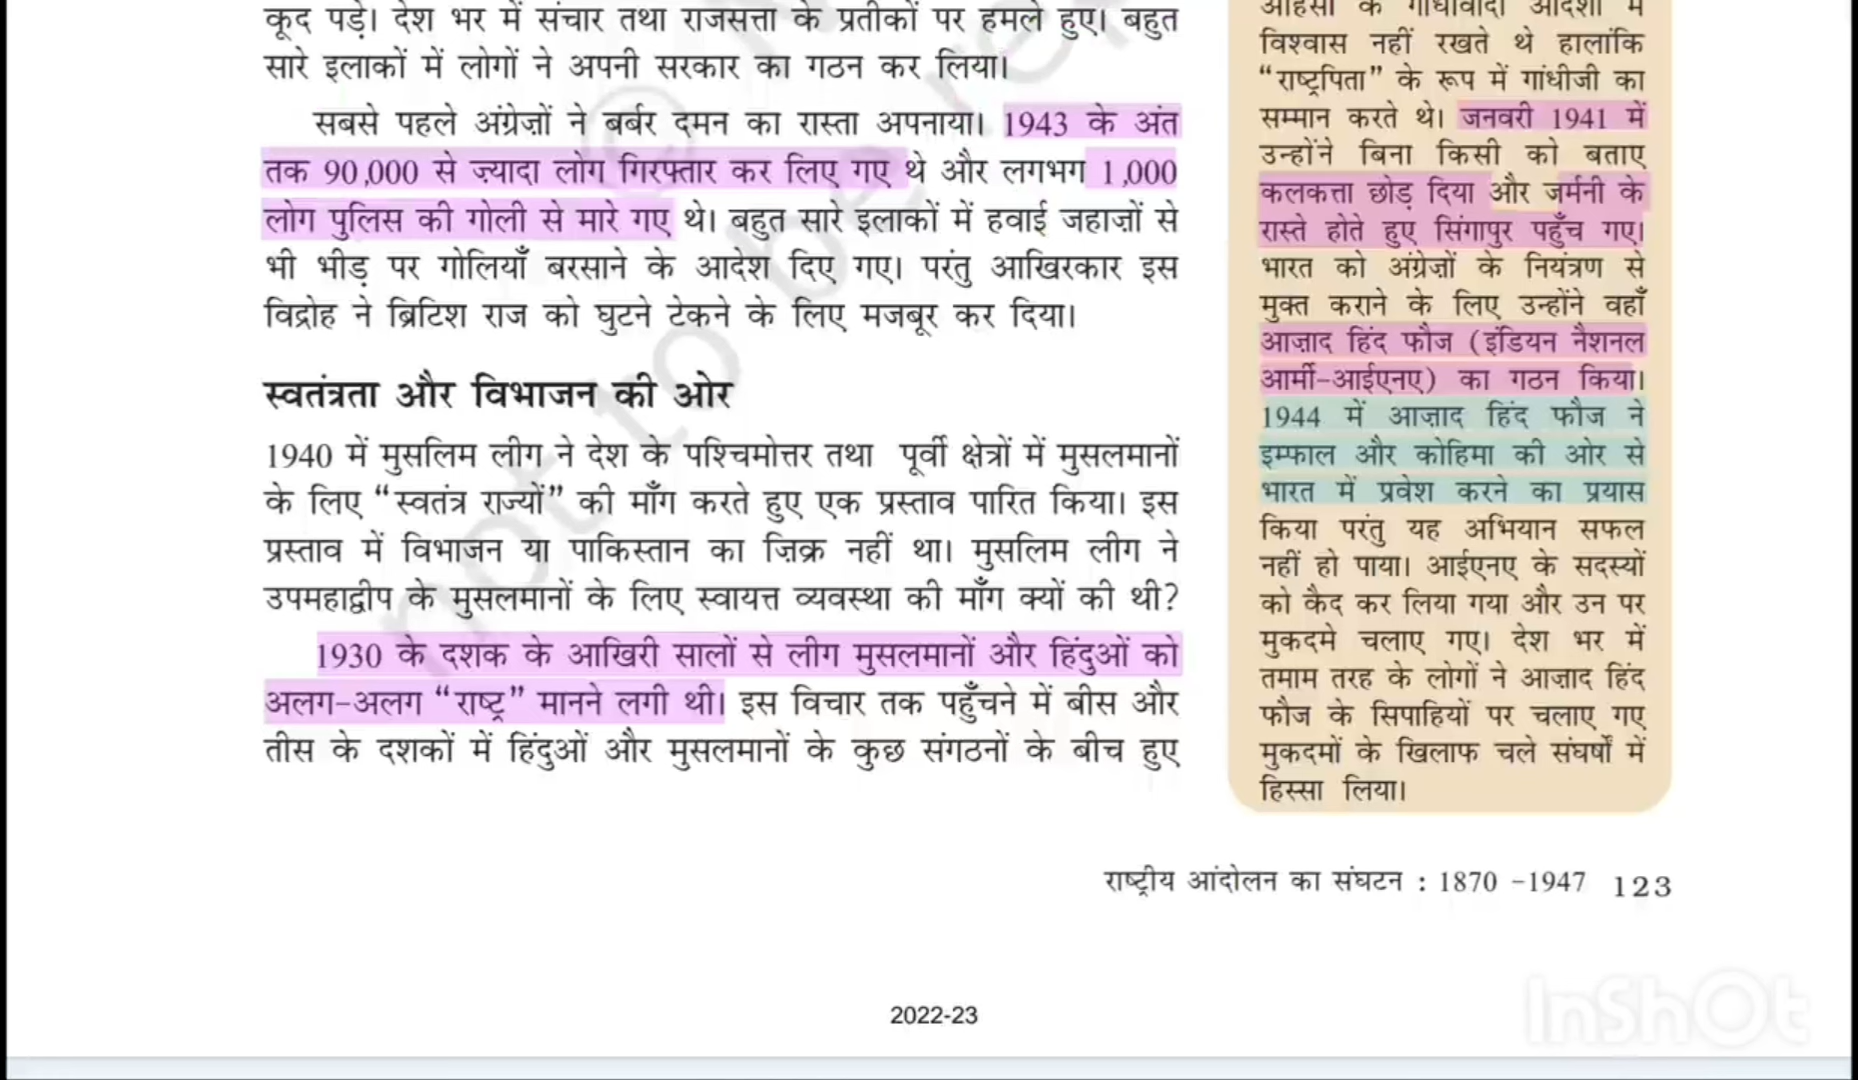 कूद पड़े। देश भर में संचार तथा राजसत्ता के प्रतीकों पर हमले हुए। बहुत
सारे इलाकों में लोगों ने अपनी सरकार का गठन कर लिया।
सबसे पहले अंग्रेज़ों ने बर्बर दमन का रास्ता अपनाया। 1943 के अंत
तक 90,000 से ज़्यादा लोग गिरफ्तार कर लिए गए थे और लगभग 1,000
लोग पुलिस की गोली से मारे गए थे। बहुत सारे इलाकों में हवाई जहाज़ों से
भी भीड़ पर गोलियाँ बरसाने के आदेश दिए गए। परंतु आखिरकार इस
विद्रोह ने ब्रिटिश राज को घुटने टेकने के लिए मजबूर कर दिया।
स्वतंत्रता और विभाजन की ओर
1940 में मुसलिम लीग ने देश के पश्चिमोत्तर तथा पूर्वी क्षेत्रों में मुसलमानों
के लिए “स्वतंत्र राज्यों” की माँग करते हुए एक प्रस्ताव पारित किया। इस
प्रस्ताव में विभाजन या पाकिस्तान का ज़िक्र नहीं था। मुसलिम लीग ने
उपमहाद्वीप के मुसलमानों के लिए स्वायत्त व्यवस्था की माँग क्यों की थी?
1930 के दशक के आखिरी सालों से लीग मुसलमानों और हिंदुओं को
अलग-अलग “राष्ट्र” मानने लगी थी। इस विचार तक पहुँचने में बीस और
तीस के दशकों में हिंदुओं और मुसलमानों के कुछ संगठनों के बीच हुए
अहिंसा के गांधीवादी आदर्शों में
विश्वास नहीं रखते थे हालांकि
“राष्ट्रपिता” के रूप में गांधीजी का
सम्मान करते थे। जनवरी 1941 में
उन्होंने बिना किसी को बताए
कलकत्ता छोड़ दिया और जर्मनी के
रास्ते होते हुए सिंगापुर पहुँच गए।
भारत को अंग्रेज़ों के नियंत्रण से
मुक्त कराने के लिए उन्होंने वहाँ
आज़ाद हिंद फौज (इंडियन नैशनल
आर्मी-आईएनए) का गठन किया।
1944 में आज़ाद हिंद फौज ने
इम्फाल और कोहिमा की ओर से
भारत में प्रवेश करने का प्रयास
किया परंतु यह अभियान सफल
नहीं हो पाया। आईएनए के सदस्यों
को कैद कर लिया गया और उन पर
मुकदमे चलाए गए। देश भर में
तमाम तरह के लोगों ने आज़ाद हिंद
फौज के सिपाहियों पर चलाए गए
मुकदमों के खिलाफ चले संघर्षों में
हिस्सा लिया।
राष्ट्रीय आंदोलन का संघटन : 1870 -1947 123
2022-23
InShOt
not to be re